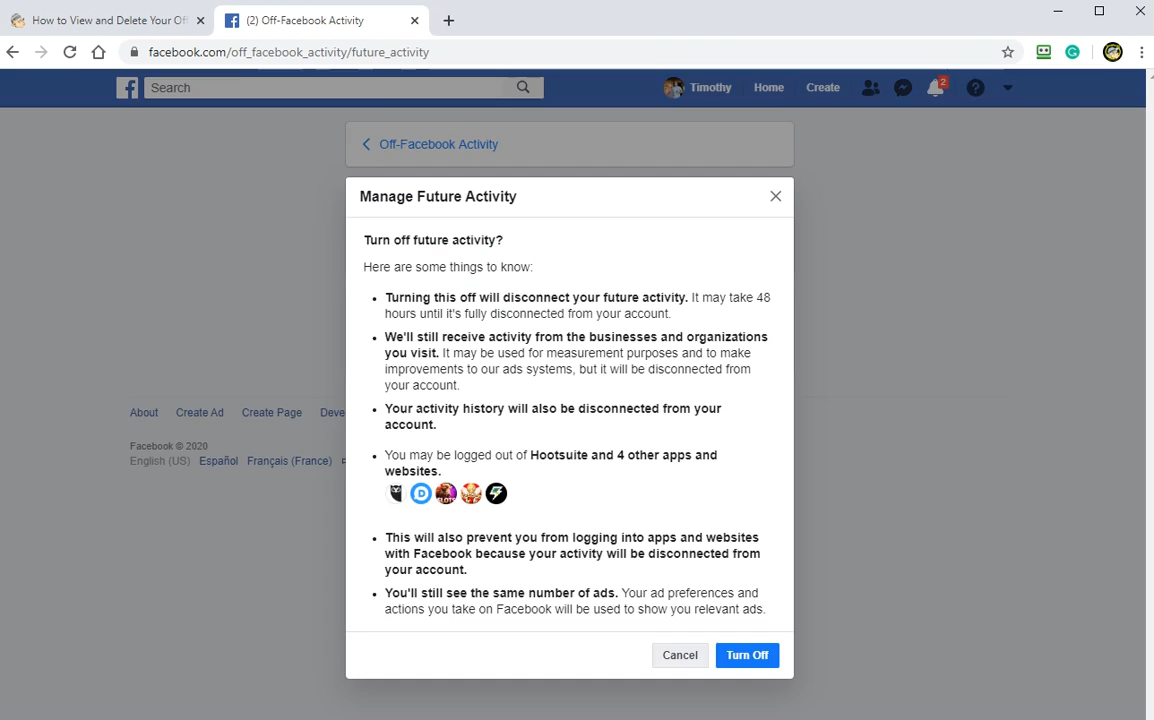 How to View and Delete Your Of
(2) Off-Facebook Activity
facebook.com/off_facebook_activity/future_activity
Search
Timothy
Home
Create
2
Off-Facebook Activity
Manage Future Activity
Turn off future activity?
Here are some things to know:
Turning this off will disconnect your future activity. It may take 48
hours until it's fully disconnected from your account.
We'll still receive activity from the businesses and organizations
you visit. It may be used for measurement purposes and to make
improvements to our ads systems, but it will be disconnected from
your account.
Your activity history will also be disconnected from your
account.
You may be logged out of Hootsuite and 4 other apps and
websites.
This will also prevent you from logging into apps and websites
with Facebook because your activity will be disconnected from
your account.
You'll still see the same number of ads. Your ad preferences and
actions you take on Facebook will be used to show you relevant ads.
Cancel
Turn Off
About
Create Ad
Create Page
Deve
Facebook © 2020
English (US)
Español
Français (France)